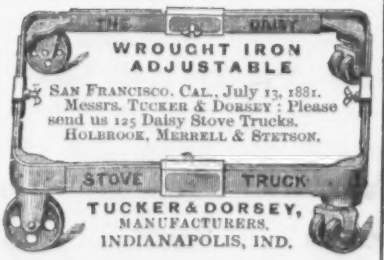 THE DAISY
WROUGHT IRON
ADJUSTABLE
SAN FRANCISCO. CAL., July 13, 1881.
Messrs. TUCKER & DORSEY: Please
send us 125 Daisy Stove Trucks.
HOLBROOK, MERRELL & STETSON.
STOVE TRUCK
TUCKER & DORSEY,
MANUFACTURERS,
INDIANAPOLIS, IND.